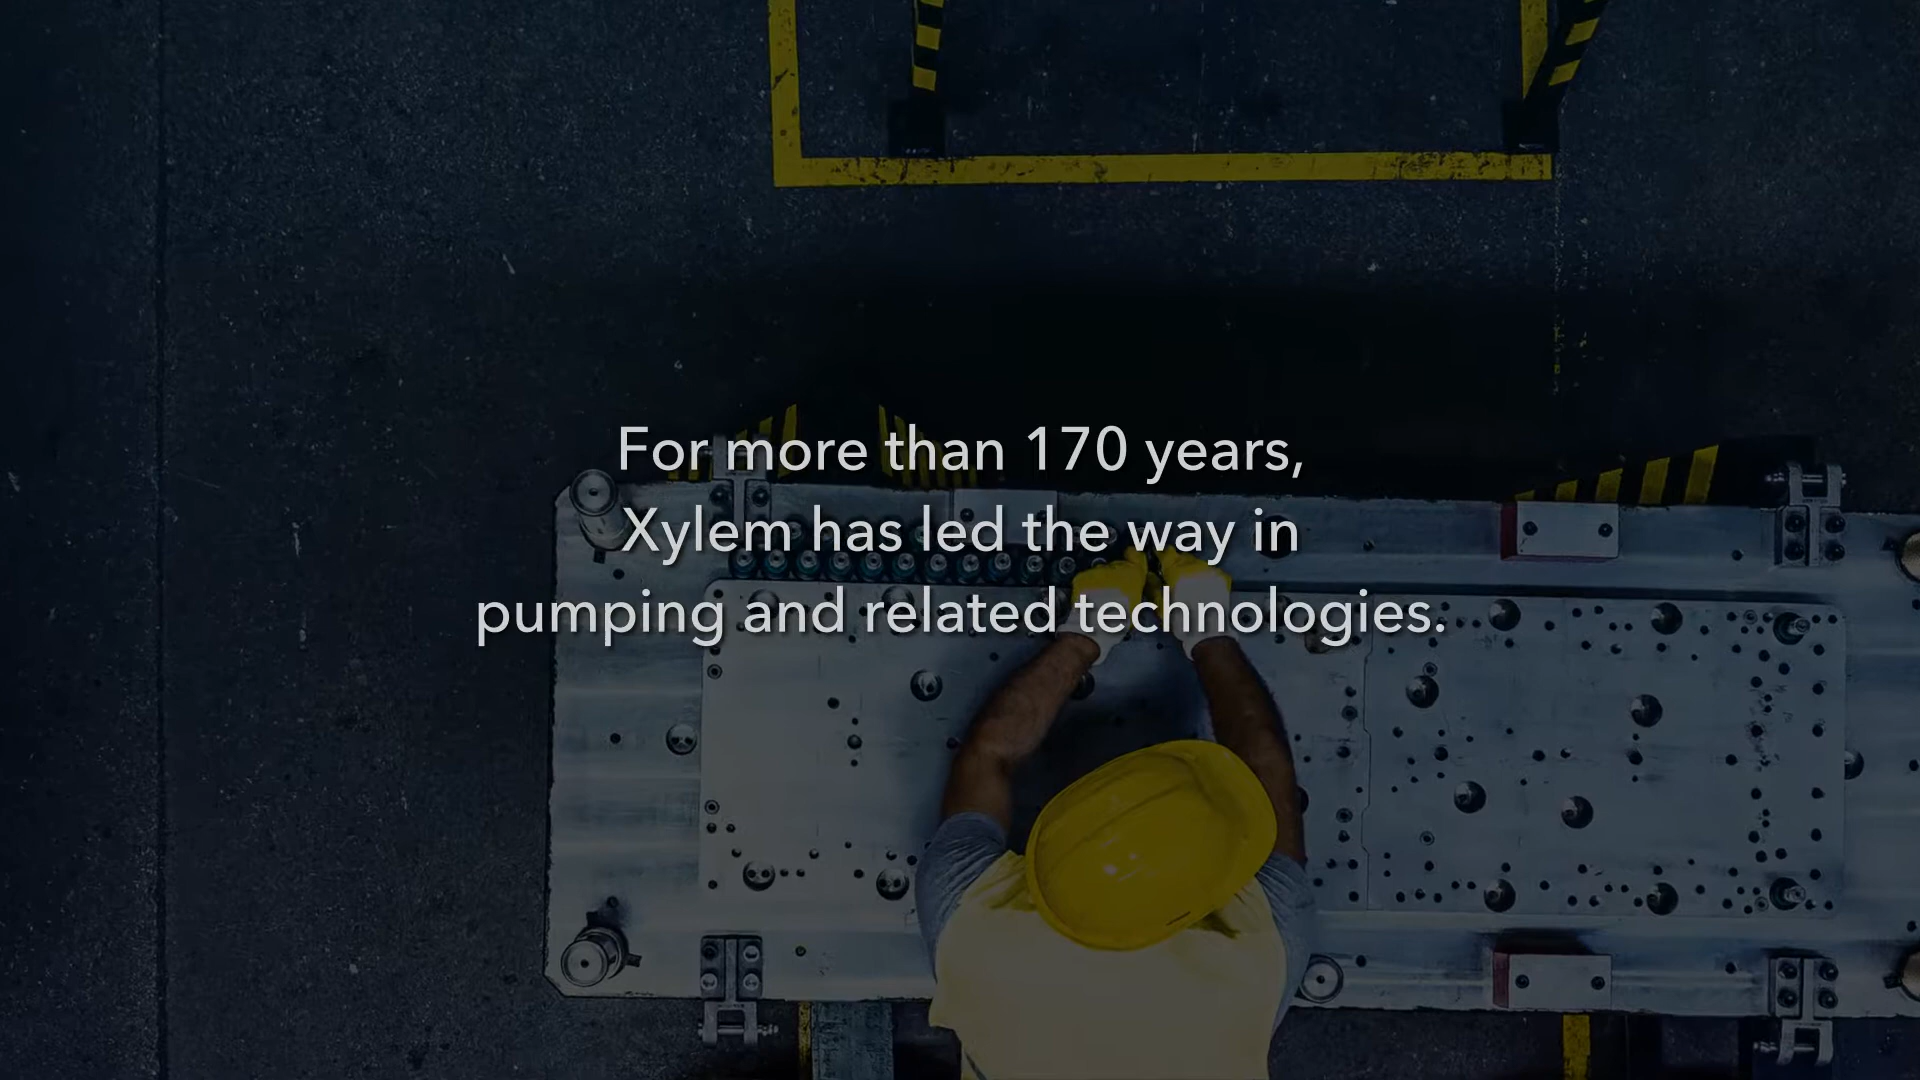 For more than 170 years,
Xylem has led the way in
pumping and related technologies.